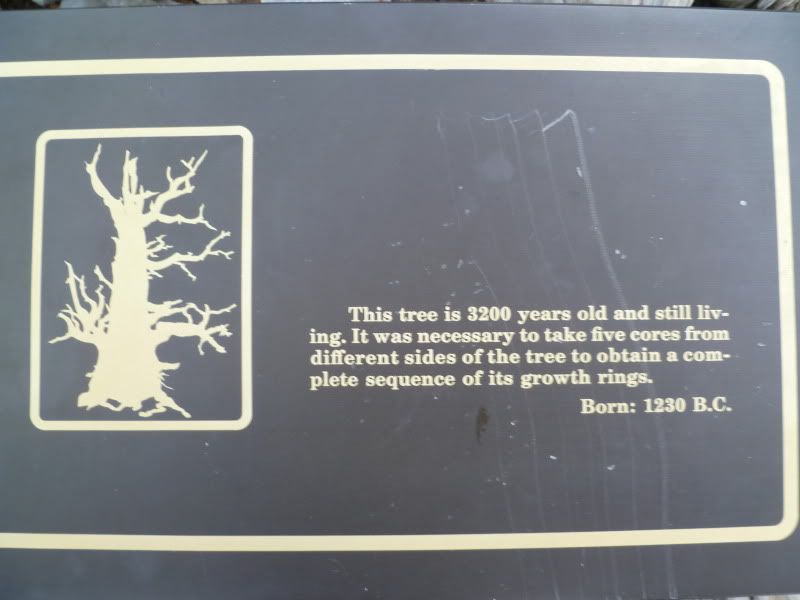 This tree is 3200 years old and still liv-
ing. It was necessary to take five cores from
different sides of the tree to obtain a com-
plete sequence of its growth rings.
Born: 1230 B.C.